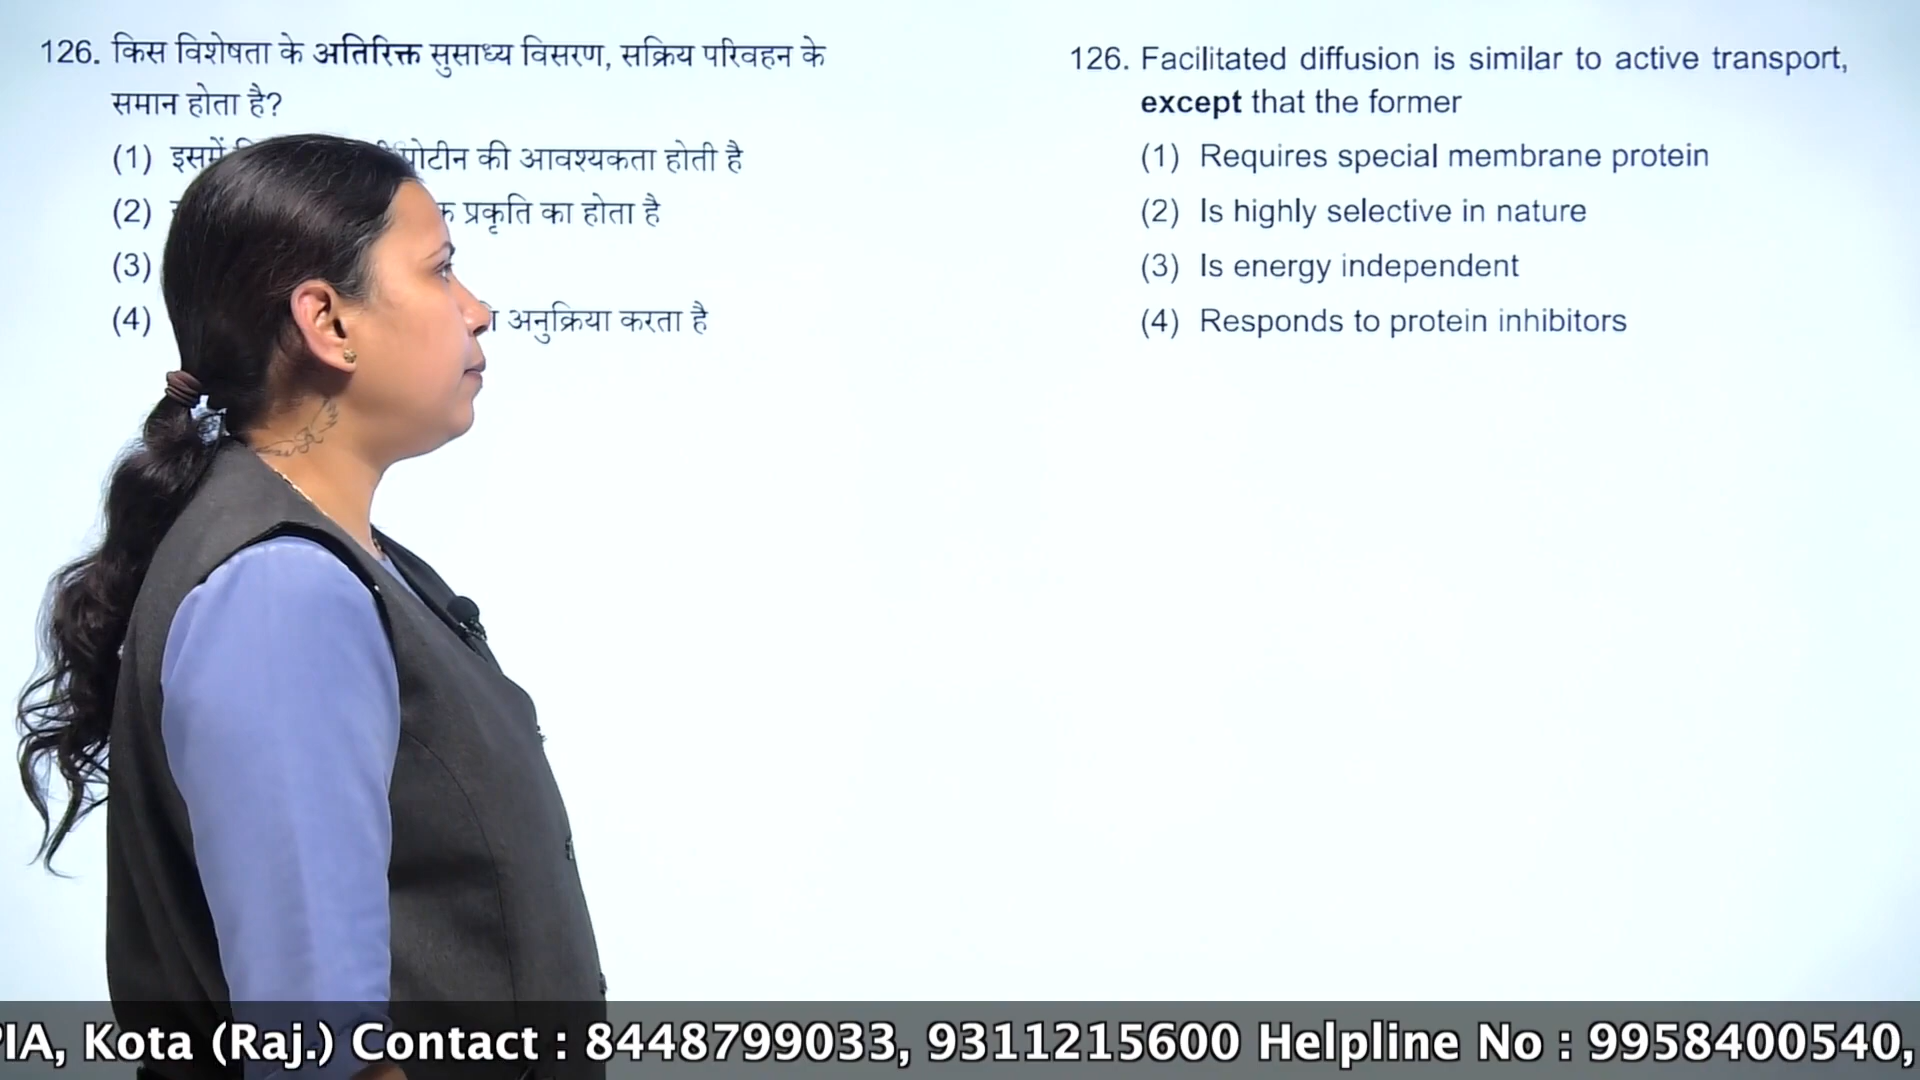 126. किस विशेषता के अतिरिक्त सुसाध्य विसरण, सक्रिय परिवहन के
समान होता है?
(1) इसमें प्रोटीन की आवश्यकता होती है
(2) प्रकृति का होता है
(3)
(4) अनुक्रिया करता है
126. Facilitated diffusion is similar to active transport,
except that the former
(1) Requires special membrane protein
(2) Is highly selective in nature
(3) Is energy independent
(4) Responds to protein inhibitors
Kota (Raj.) Contact : 8448799033, 9311215600 Helpline No : 9958400540,